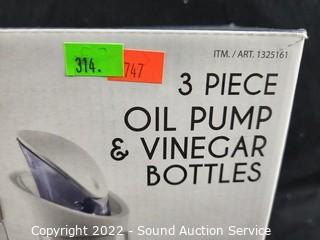 ITM. / ART. 1325161
314.
747
3 PIECE
OIL PUMP
& VINEGAR
BOTTLES
Copyright 2022 - Sound Auction Service